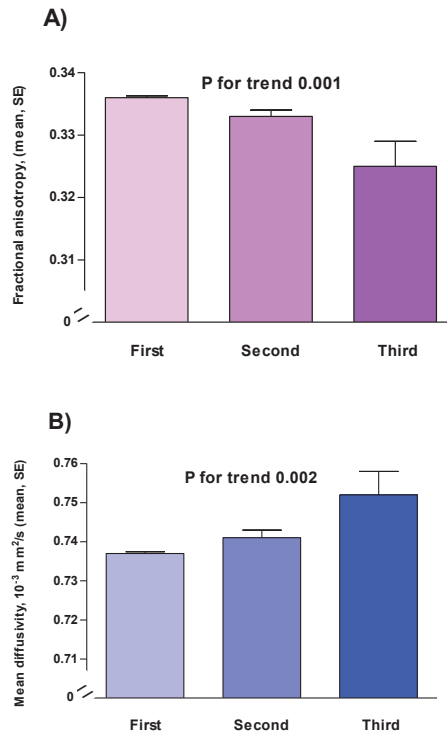 A)
Fractional anisotropy, (mean, SE)
0.34
0.33
0.32
0.31
0
P for trend 0.001
First Second Third
B)
Mean diffusivity, 10⁻³ m m²/s (mean, SE)
0.76
0.75
0.74
0.73
0.72
0.71
0
P for trend 0.002
First Second Third